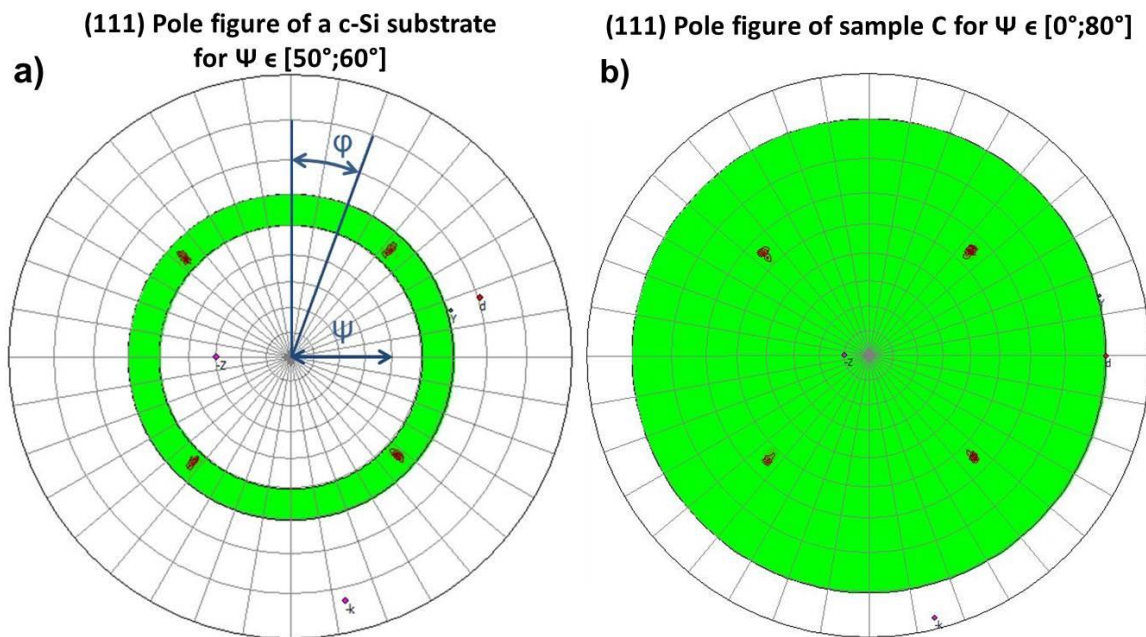 (111) Pole figure of a c-Si substrate
for Ψ ϵ [50°;60°]
(111) Pole figure of sample C for Ψ ϵ [0°;80°]
a)
b)
φ
d
Y
Ψ
-z
-k
-z
d
-k